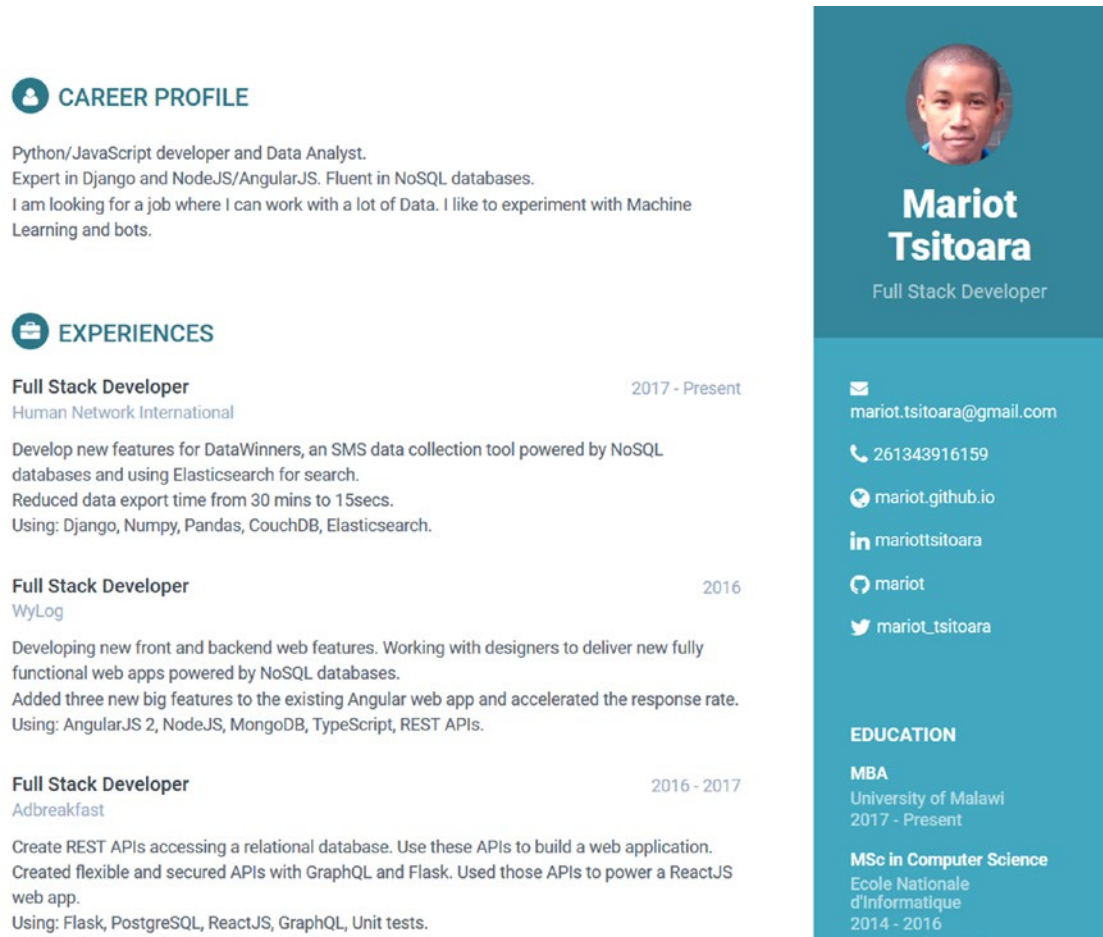 CAREER PROFILE
Python/JavaScript developer and Data Analyst.
Expert in Django and NodeJS/AngularJS. Fluent in NoSQL databases.
I am looking for a job where I can work with a lot of Data. I like to experiment with Machine
Learning and bots.
EXPERIENCES
Full Stack Developer
2017 - Present
Human Network International
Develop new features for DataWinners, an SMS data collection tool powered by NoSQL
databases and using Elasticsearch for search.
Reduced data export time from 30 mins to 15secs.
Using: Django, Numpy, Pandas, CouchDB, Elasticsearch.
Full Stack Developer
2016
WyLog
Developing new front and backend web features. Working with designers to deliver new fully
functional web apps powered by NoSQL databases.
Added three new big features to the existing Angular web app and accelerated the response rate.
Using: AngularJS 2, NodeJS, MongoDB, TypeScript, REST APIs.
Full Stack Developer
2016 - 2017
Adbreakfast
Create REST APIs accessing a relational database. Use these APIs to build a web application.
Created flexible and secured APIs with GraphQL and Flask. Used those APIs to power a ReactJS
web app.
Using: Flask, PostgreSQL, ReactJS, GraphQL, Unit tests.
Mariot
Tsitoara
Full Stack Developer
mariot.tsitoara@gmail.com
261343916159
mariot.github.io
in mariottsitoara
mariot
mariot_tsitoara
EDUCATION
MBA
University of Malawi
2017 - Present
MSc in Computer Science
Ecole Nationale
d'Informatique
2014 - 2016